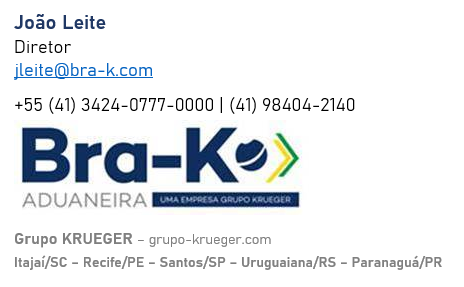 João Leite
Diretor
jleite@bra-k.com
+55 (41) 3424-0777-0000 | (41) 98404-2140
Bra-K
ADUANEIRA UMA EMPRESA GRUPO KRUEGER
Grupo KRUEGER – grupo-krueger.com
Itajaí/SC – Recife/PE – Santos/SP – Uruguaiana/RS – Paranaguá/PR